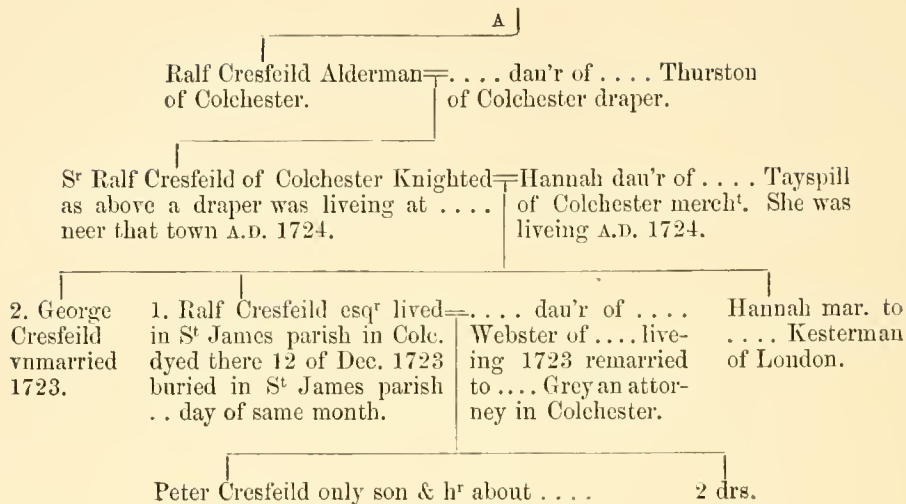 A
Ralf Cresfeild Alderman=. . . . dau'r of . . . . Thurston
of Colchester. of Colchester draper.
Sʳ Ralf Cresfeild of Colchester Knighted=Hannah dau'r of . . . . Tayspill
as above a draper was liveing at . . . . of Colchester merchᵗ. She was
neer that town A.D. 1724. liveing A.D. 1724.
2. George
Cresfeild
vnmarried
1723.
1. Ralf Cresfeild esqʳ lived=
in Sᵗ James parish in Colc.
dyed there 12 of Dec. 1723
buried in Sᵗ James parish
. . day of same month.
. . . . dau'r of . . . .
Webster of . . . . live-
ing 1723 remarried
to . . . . Grey an attor-
ney in Colchester.
Hannah mar. to
. . . . Kesterman
of London.
Peter Cresfeild only son & hʳ about . . . . 2 drs.